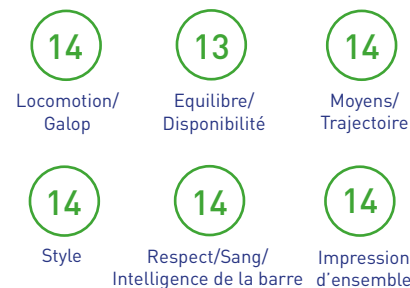 14 13 14
Locomotion/ Equilibre/ Moyens/
Galop Disponibilité Trajectoire
14 14 14
Style Respect/Sang/ Impression
Intelligence de la barre d'ensemble